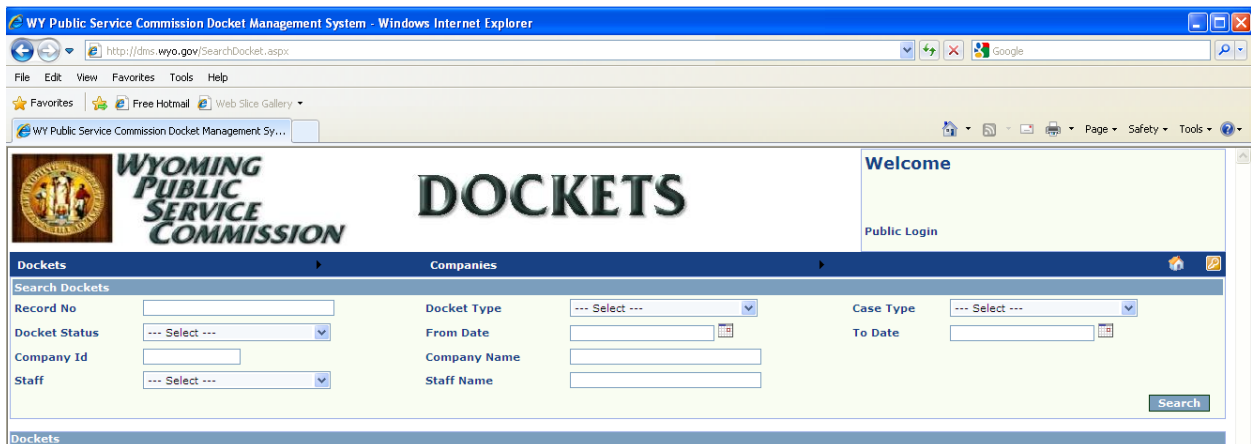 WY Public Service Commission Docket Management System - Windows Internet Explorer
http://dms.wyo.gov/SearchDocket.aspx Google
File Edit View Favorites Tools Help
Favorites Free Hotmail Web Slice Gallery
WY Public Service Commission Docket Management Sy... Page Safety Tools
WYOMING
PUBLIC
SERVICE
COMMISSION
DOCKETS
Welcome
Public Login
Dockets Companies
Search Dockets
Record No Docket Type --- Select --- Case Type --- Select ---
Docket Status --- Select --- From Date To Date
Company Id Company Name
Staff --- Select --- Staff Name
Search
Dockets